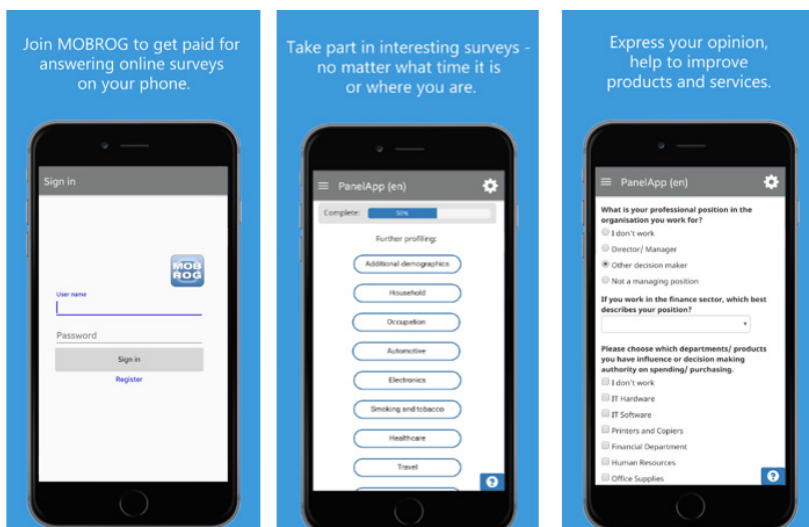 Join MOBROG to get paid for
answering online surveys
on your phone.
Sign in
MOB
ROG
User name
Password
Sign in
Register
Take part in interesting surveys -
no matter what time it is
or where you are.
PanelApp (en)
Complete:
50%
Further profiling:
Additional demographics
Household
Occupation
Automotive
Electronics
Smoking and tobacco
Healthcare
Travel
?
Express your opinion,
help to improve
products and services.
PanelApp (en)
What is your professional position in the
organisation you work for?
I don't work
Director/ Manager
Other decision maker
Not a managing position
If you work in the finance sector, which best
describes your position?
Please choose which departments/ products
you have influence or decision making
authority on spending/ purchasing.
I don't work
IT Hardware
IT Software
Printers and Copiers
Financial Department
Human Resources
Office Supplies
?